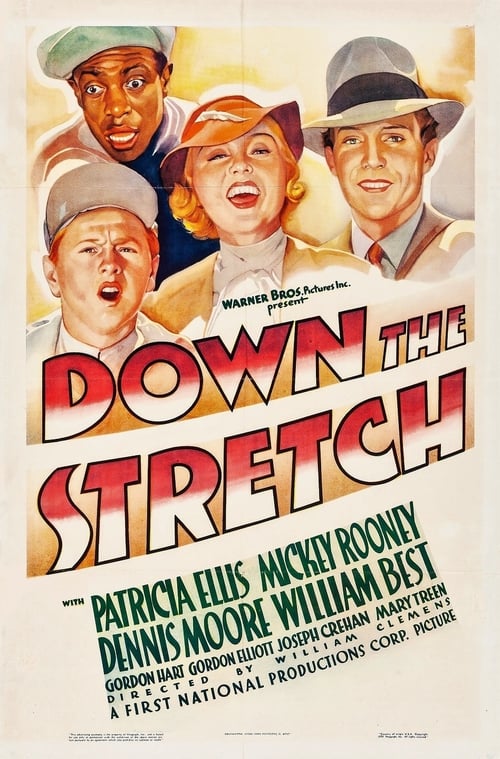 WARNER BROS. Pictures Inc.
present
DOWN THE
STRETCH
WITH PATRICIA ELLIS MICKEY ROONEY
DENNIS MOORE WILLIAM BEST
GORDON HART GORDON ELLIOTT JOSEPH CREHAN MARY TREEN
DIRECTED BY WILLIAM CLEMENS
A FIRST NATIONAL PRODUCTIONS CORP. PICTURE